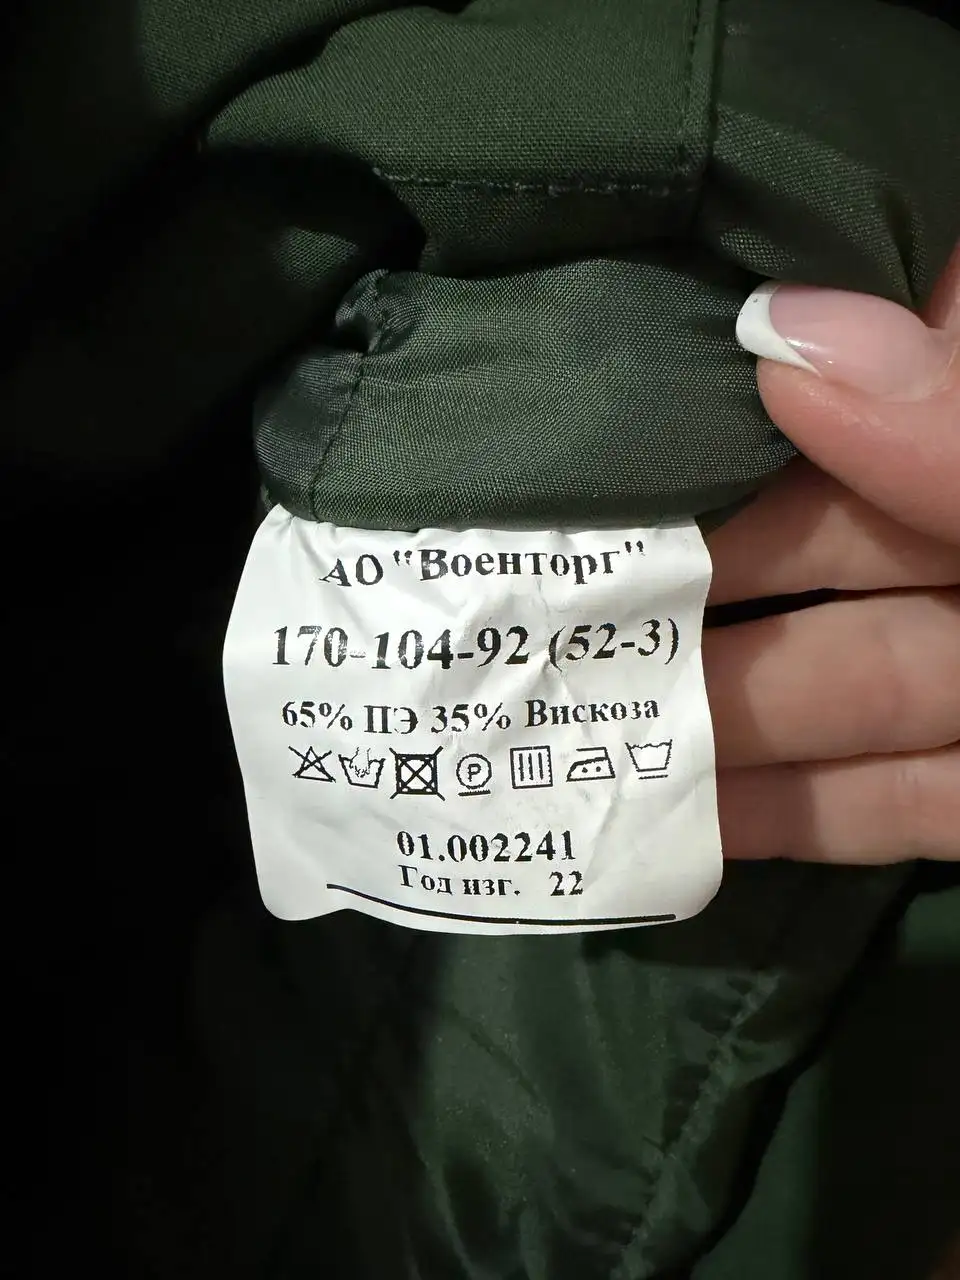 АО "Военторг"
170-104-92 (52-3)
65% ПЭ 35% Вискоза
P
01.002241
Год изг. 22